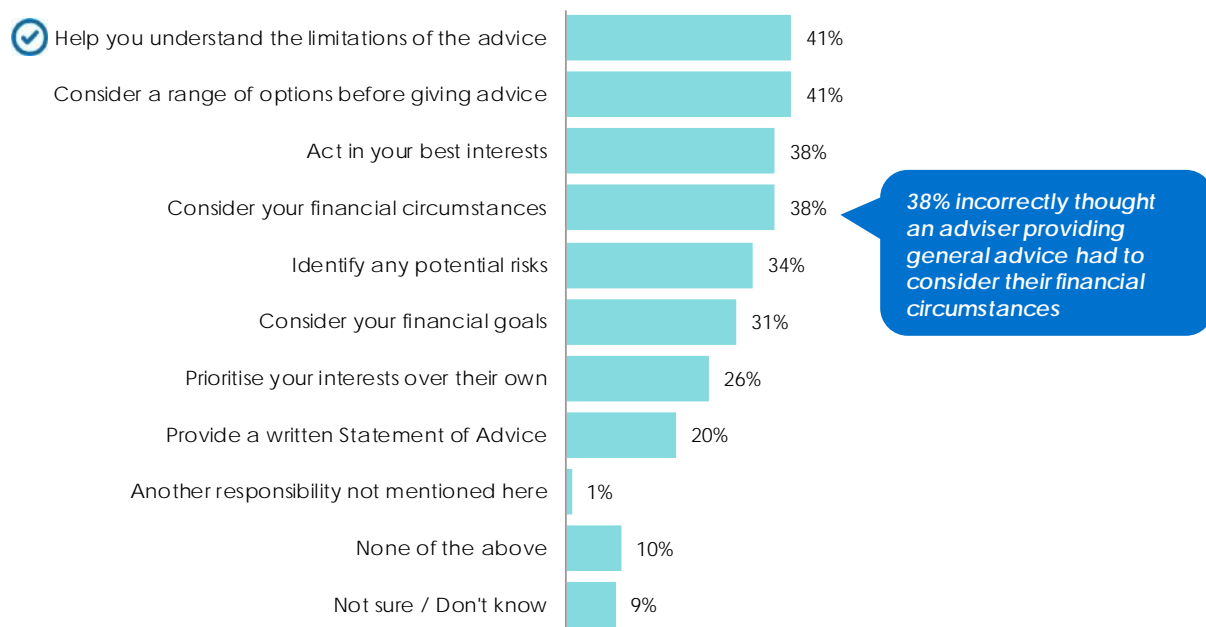 Help you understand the limitations of the advice 41%
Consider a range of options before giving advice 41%
Act in your best interests 38%
Consider your financial circumstances 38%
38% incorrectly thought
an adviser providing
general advice had to
consider their financial
circumstances
Identify any potential risks 34%
Consider your financial goals 31%
Prioritise your interests over their own 26%
Provide a written Statement of Advice 20%
Another responsibility not mentioned here 1%
None of the above 10%
Not sure / Don't know 9%